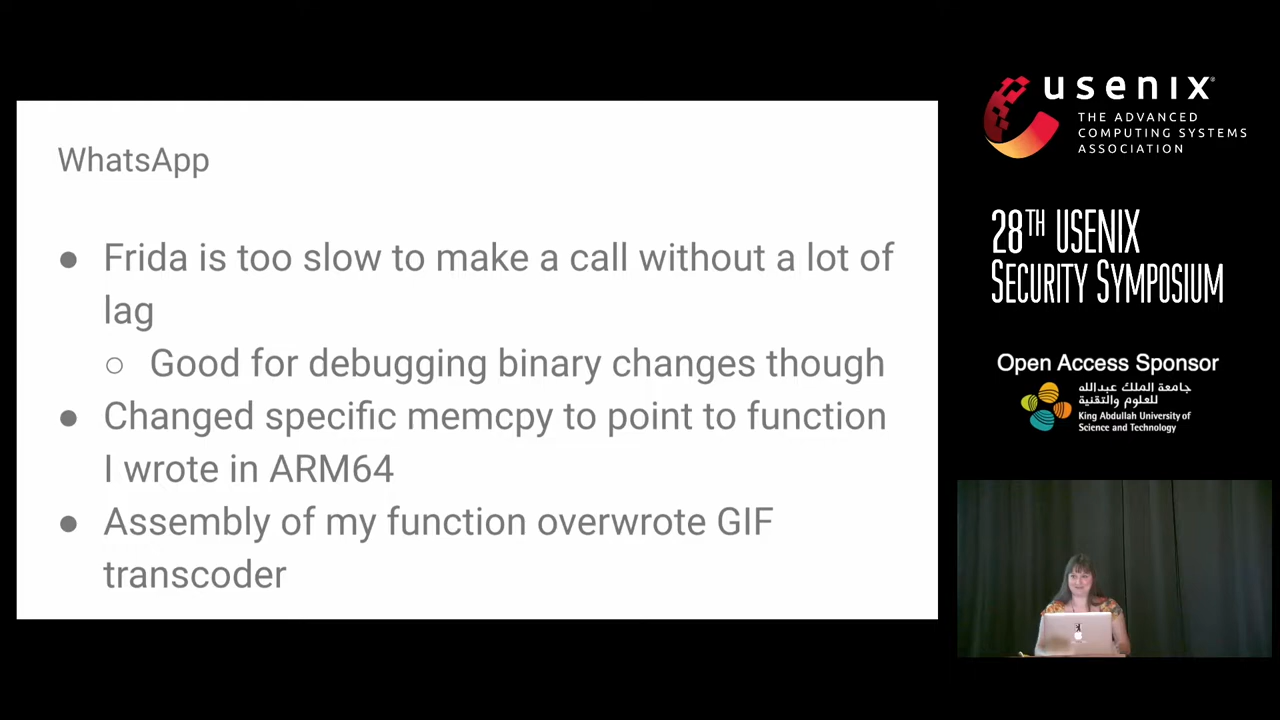 WhatsApp
● Frida is too slow to make a call without a lot of
lag
○ Good for debugging binary changes though
● Changed specific memcpy to point to function
I wrote in ARM64
● Assembly of my function overwrote GIF
transcoder
usenix
THE ADVANCED
COMPUTING SYSTEMS
ASSOCIATION
28TH USENIX
SECURITY SYMPOSIUM
Open Access Sponsor
جامعة الملك عبدالله
للعلوم والتقنية
King Abdullah University of
Science and Technology